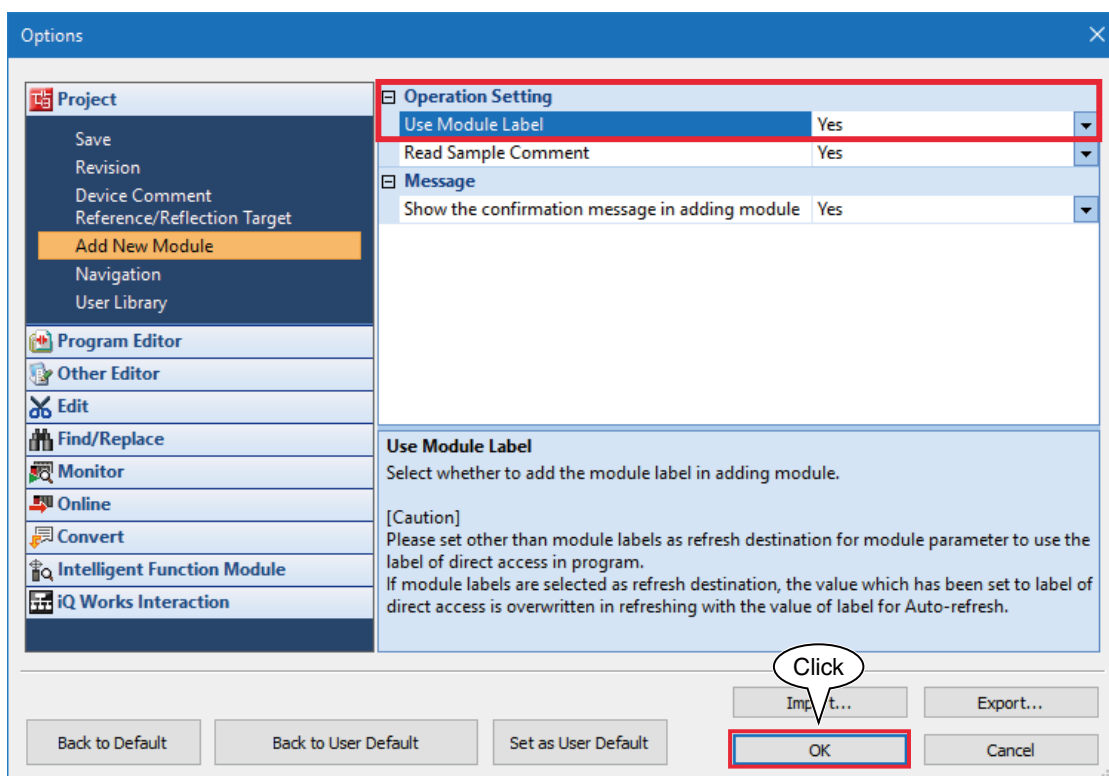 Options
Project
Save
Revision
Device Comment
Reference/Reflection Target
Add New Module
Navigation
User Library
Program Editor
Other Editor
Edit
Find/Replace
Monitor
Online
Convert
Intelligent Function Module
iQ Works Interaction
Operation Setting
Use Module Label Yes
Read Sample Comment Yes
Message
Show the confirmation message in adding module Yes
Use Module Label
Select whether to add the module label in adding module.
[Caution]
Please set other than module labels as refresh destination for module parameter to use the
label of direct access in program.
If module labels are selected as refresh destination, the value which has been set to label of
direct access is overwritten in refreshing with the value of label for Auto-refresh.
Click
Export...
Back to Default Back to User Default Set as User Default OK Cancel